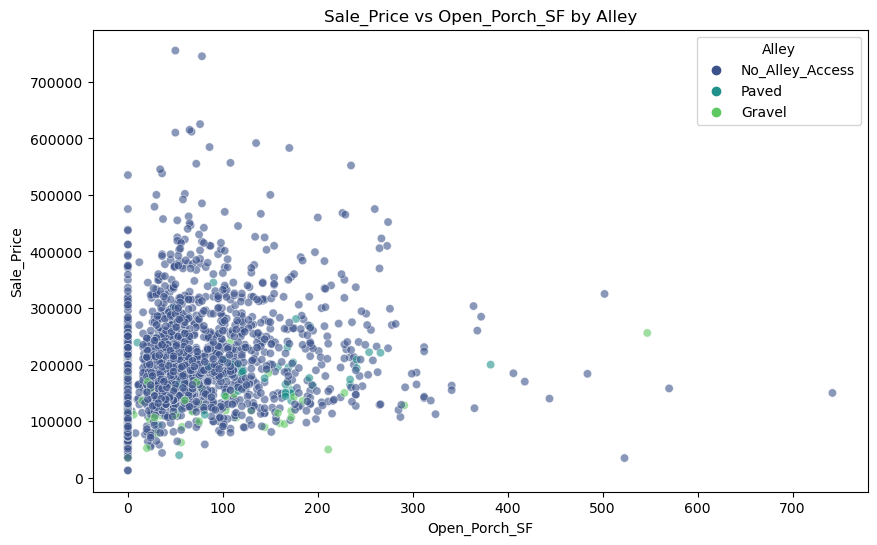 Sale_Price vs Open_Porch_SF by Alley
Alley
No_Alley_Access
Paved
Gravel
Sale_Price
700000
600000
500000
400000
300000
200000
100000
0
0 100 200 300 400 500 600 700
Open_Porch_SF